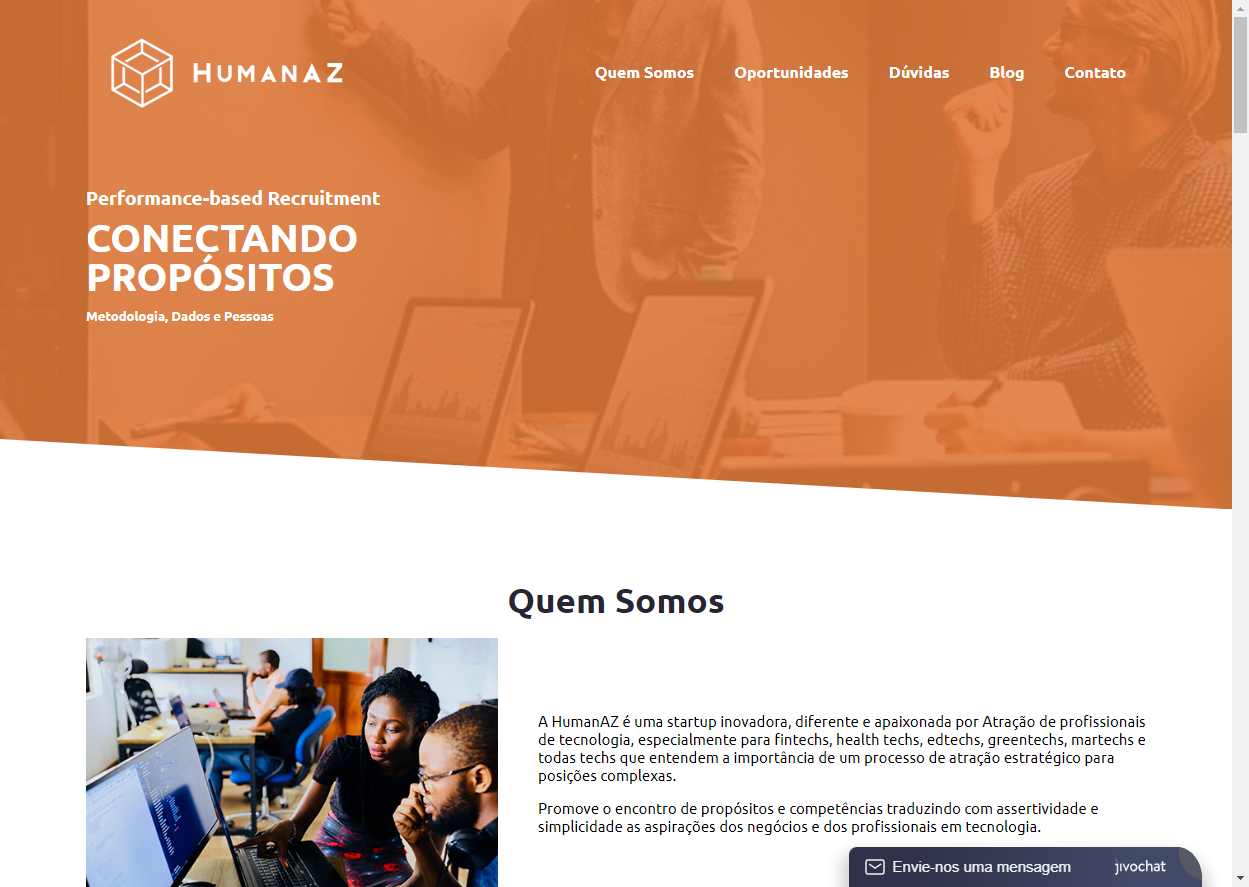 HUMANAZ
Quem Somos
Oportunidades
Dúvidas
Blog
Contato
Performance-based Recruitment
CONECTANDO
PROPÓSITOS
Metodologia, Dados e Pessoas
Quem Somos
A HumanAZ é uma startup inovadora, diferente e apaixonada por Atração de profissionais
de tecnologia, especialmente para fintechs, health techs, edtechs, greentechs, martechs e
todas techs que entendem a importância de um processo de atração estratégico para
posições complexas.
Promove o encontro de propósitos e competências traduzindo com assertividade e
simplicidade as aspirações dos negócios e dos profissionais em tecnologia.
Envie-nos uma mensagem
jivochat